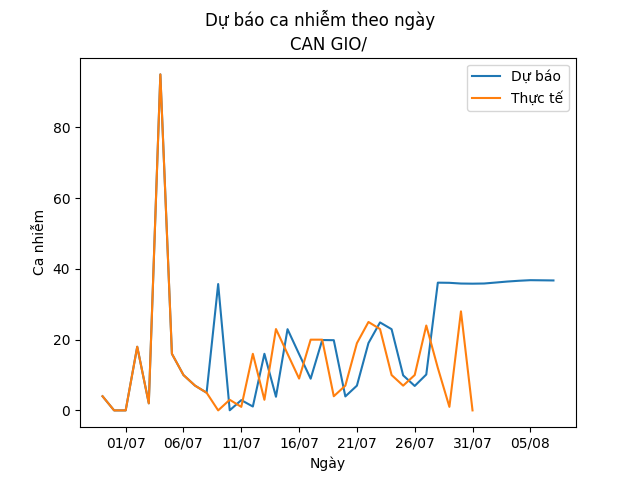 Dự báo ca nhiễm theo ngày
CAN GIO/
Dự báo
Thực tế
Ca nhiễm
80
60
40
20
0
01/07 06/07 11/07 16/07 21/07 26/07 31/07 05/08
Ngày